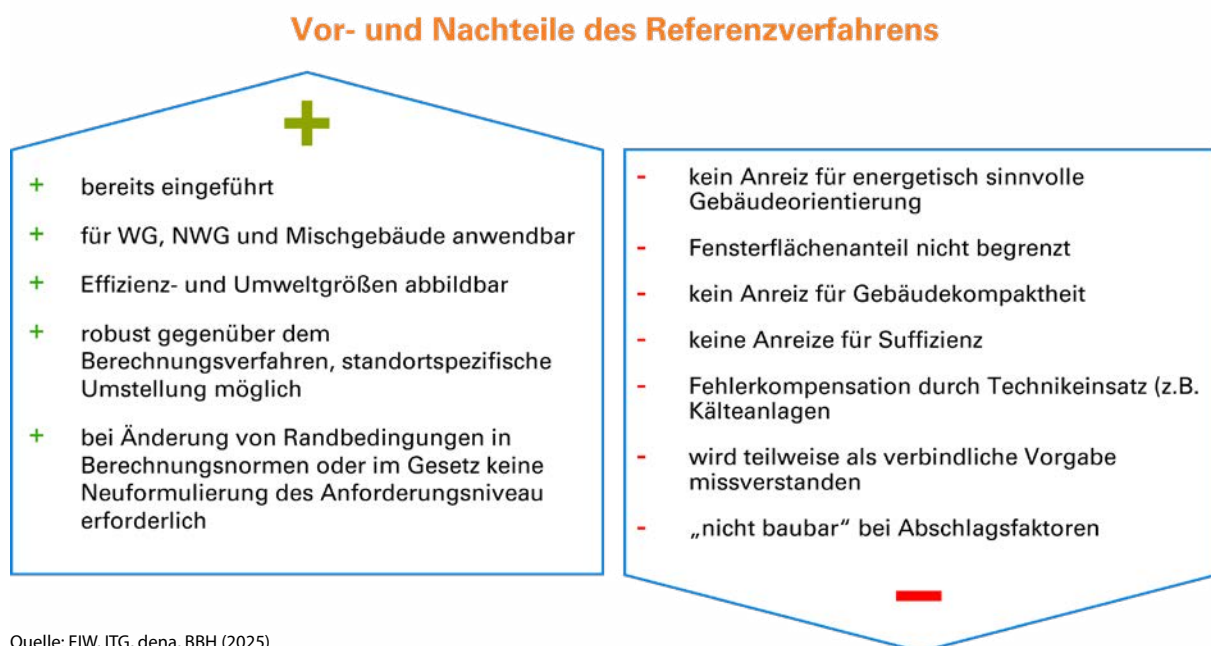 Vor- und Nachteile des Referenzverfahrens
+
+ bereits eingeführt
+ für WG, NWG und Mischgebäude anwendbar
+ Effizienz- und Umweltgrößen abbildbar
+ robust gegenüber dem
Berechnungsverfahren, standortspezifische
Umstellung möglich
+ bei Änderung von Randbedingungen in
Berechnungsnormen oder im Gesetz keine
Neuformulierung des Anforderungsniveau
erforderlich
- kein Anreiz für energetisch sinnvolle
Gebäudeorientierung
- Fensterflächenanteil nicht begrenzt
- kein Anreiz für Gebäudekompaktheit
- keine Anreize für Suffizienz
- Fehlerkompensation durch Technikeinsatz (z.B.
Kälteanlagen
- wird teilweise als verbindliche Vorgabe
missverstanden
- „nicht baubar“ bei Abschlagsfaktoren
-
Quelle: FIW, ITG, dena, BBH (2025)